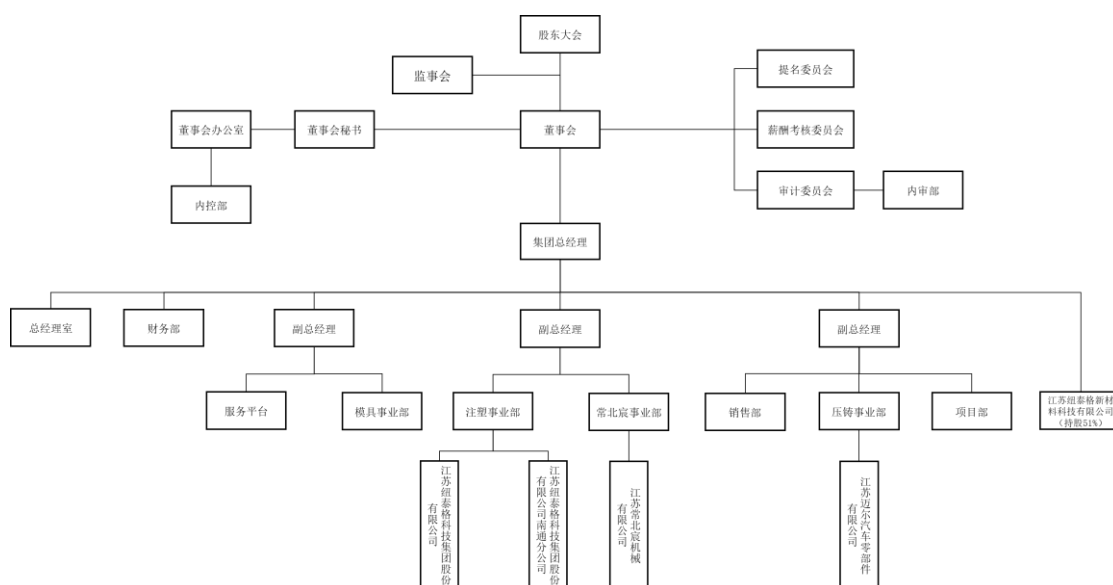 股东大会
监事会
提名委员会
董事会办公室
董事会秘书
董事会
薪酬考核委员会
内控部
审计委员会
内审部
集团总经理
总经理室
财务部
副总经理
副总经理
副总经理
服务平台
模具事业部
注塑事业部
常北宸事业部
销售部
压铸事业部
项目部
江苏纽泰格新材
料科技有限公司
（持股51%）
江苏纽泰格科技集团股份
有限公司
江苏纽泰格科技集团股份
有限公司南通分公司
江苏常北宸机械
有限公司
江苏迈尔汽车零部件
有限公司